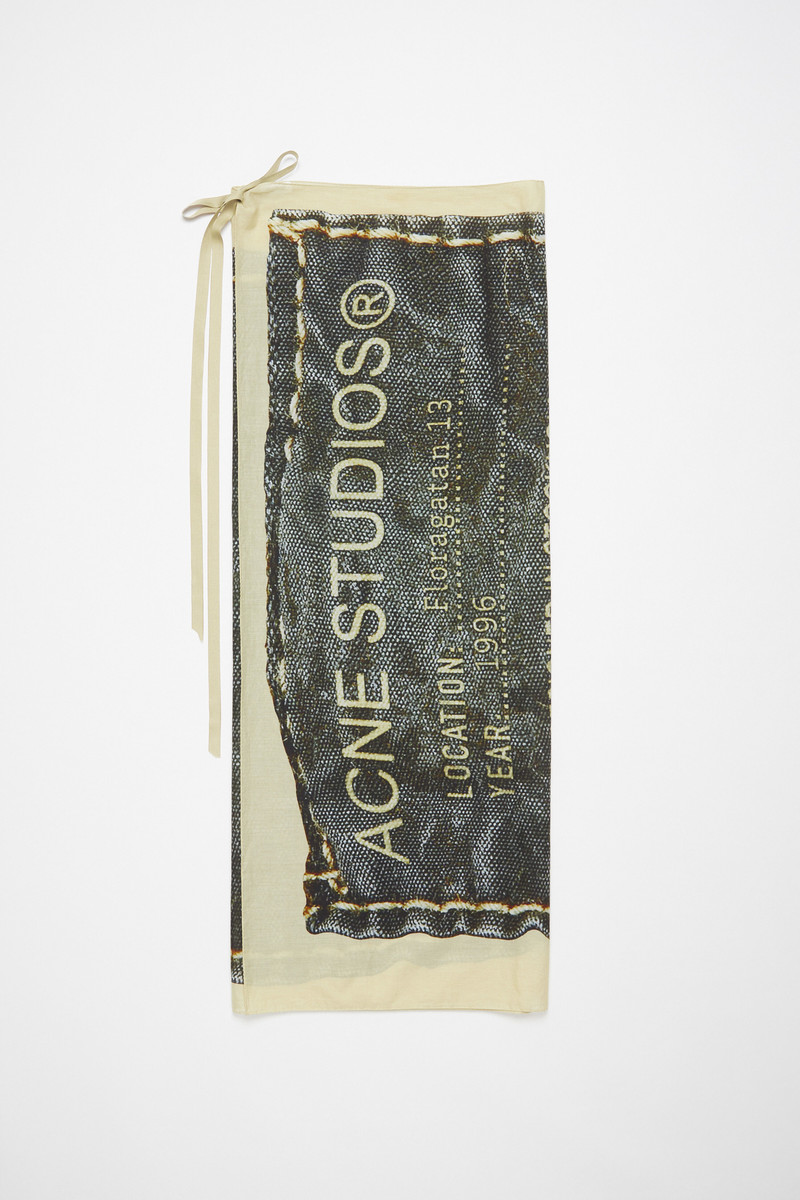 ACNE STUDIOS®
LOCATION: Floragatan 13
YEAR: 1996